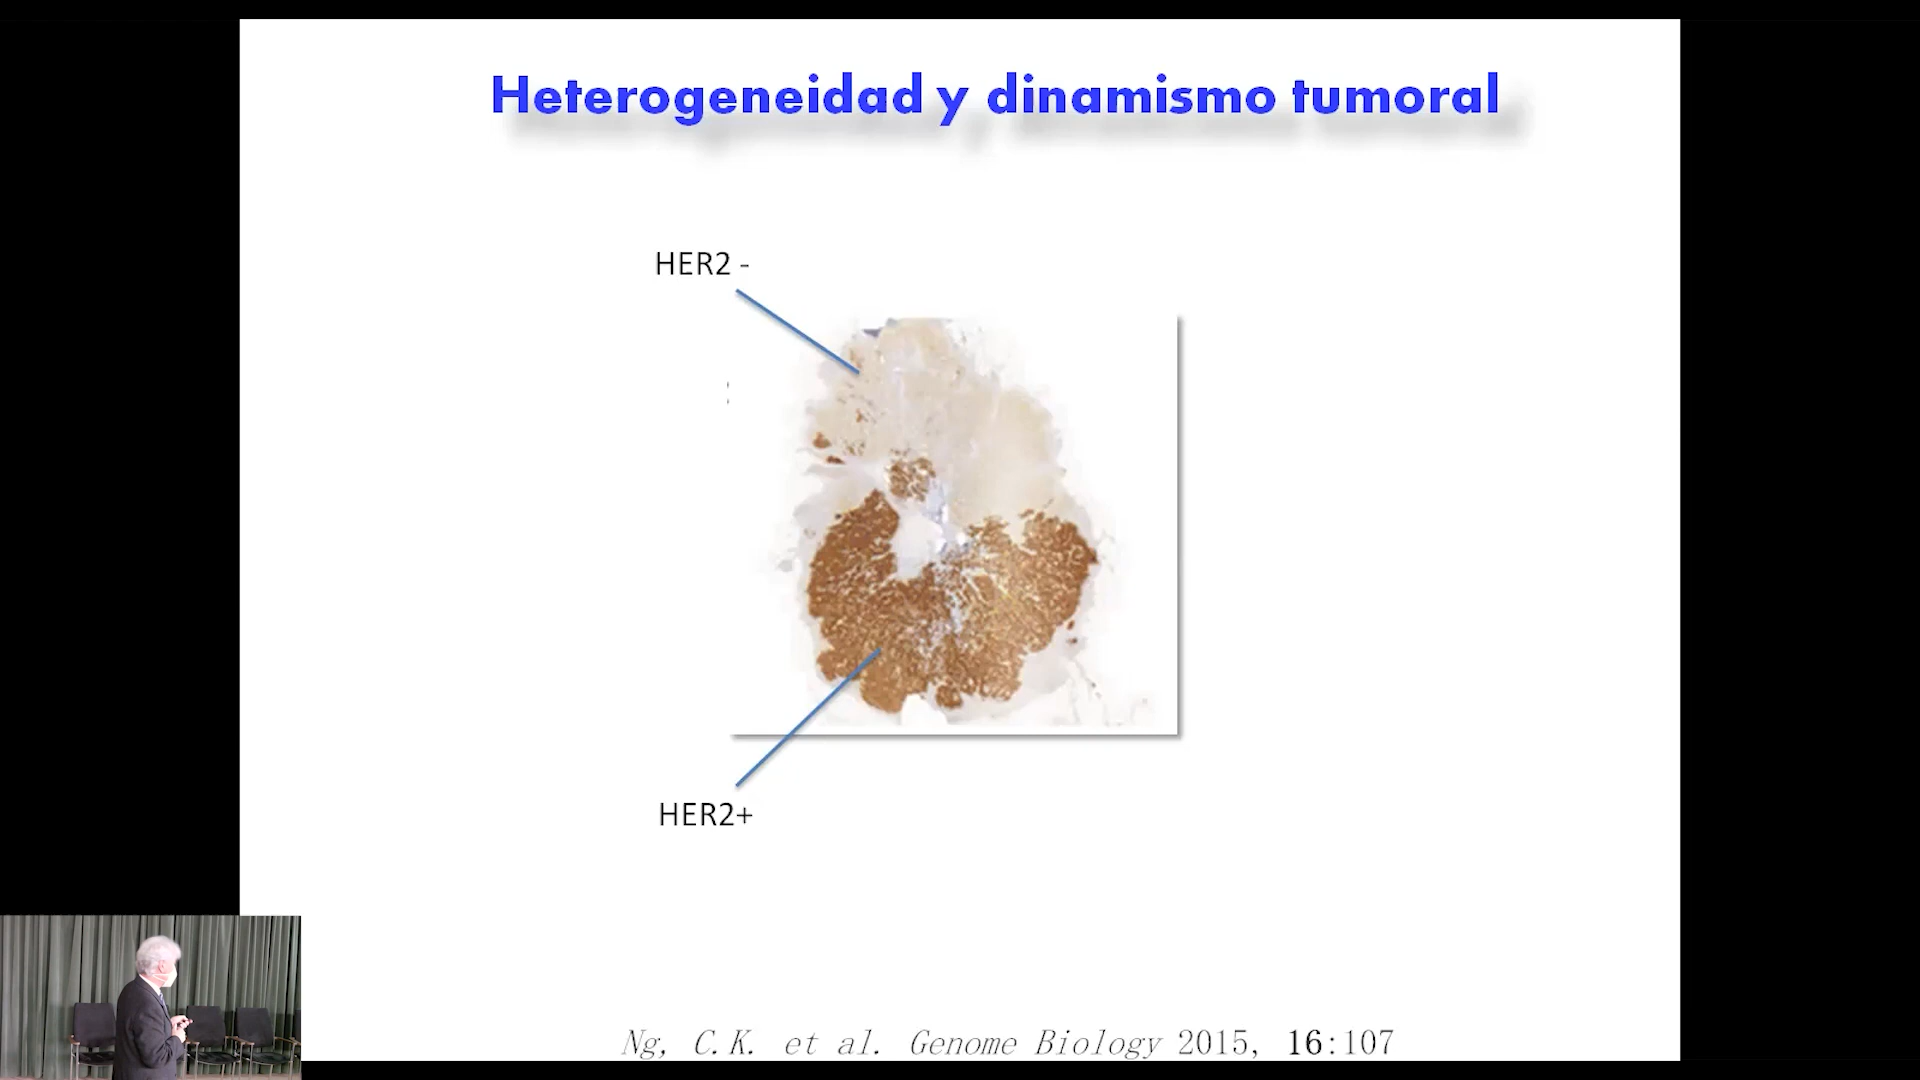 Heterogeneidad y dinamismo tumoral
HER2 -
HER2+
Ng, C.K. et al. Genome Biology 2015, 16:107